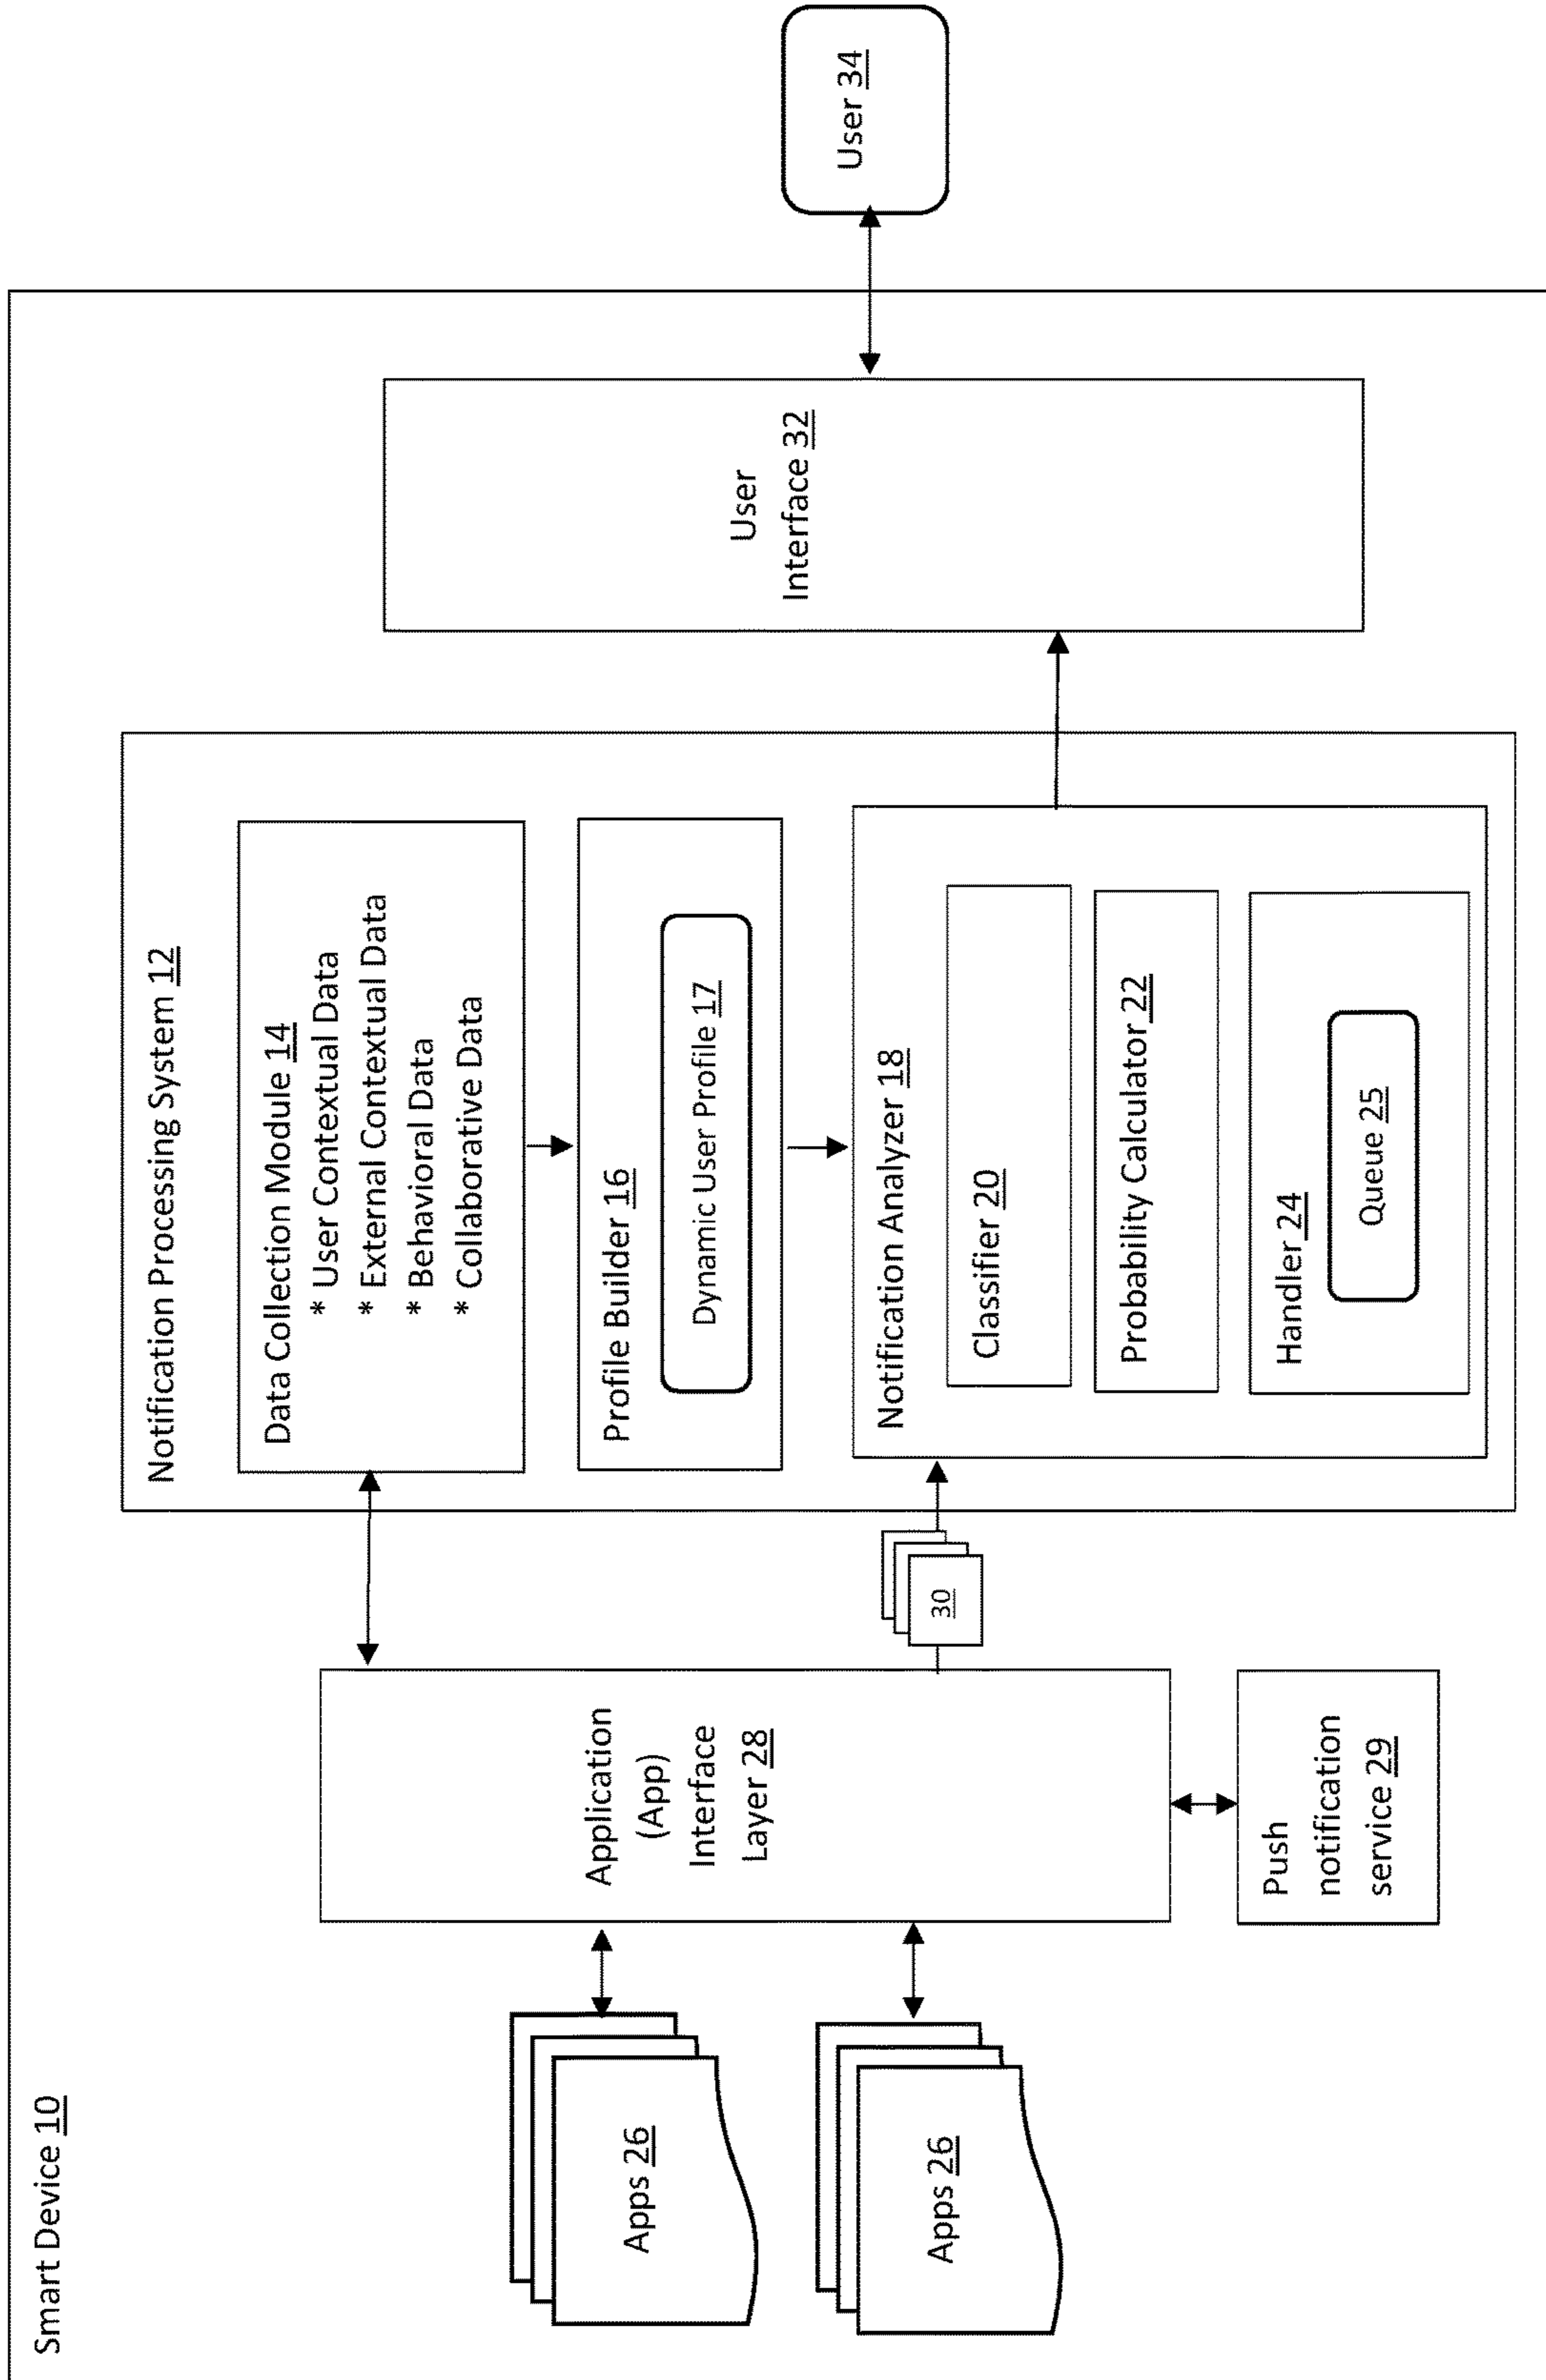 Smart Device 10
Apps 26
Apps 26
Application
(App)
Interface
Layer 28
Push
notification
service 29
30
Notification Processing System 12
Data Collection Module 14
* User Contextual Data
* External Contextual Data
* Behavioral Data
* Collaborative Data
Profile Builder 16
Dynamic User Profile 17
Notification Analyzer 18
Classifier 20
Probability Calculator 22
Handler 24
Queue 25
User
Interface 32
User 34